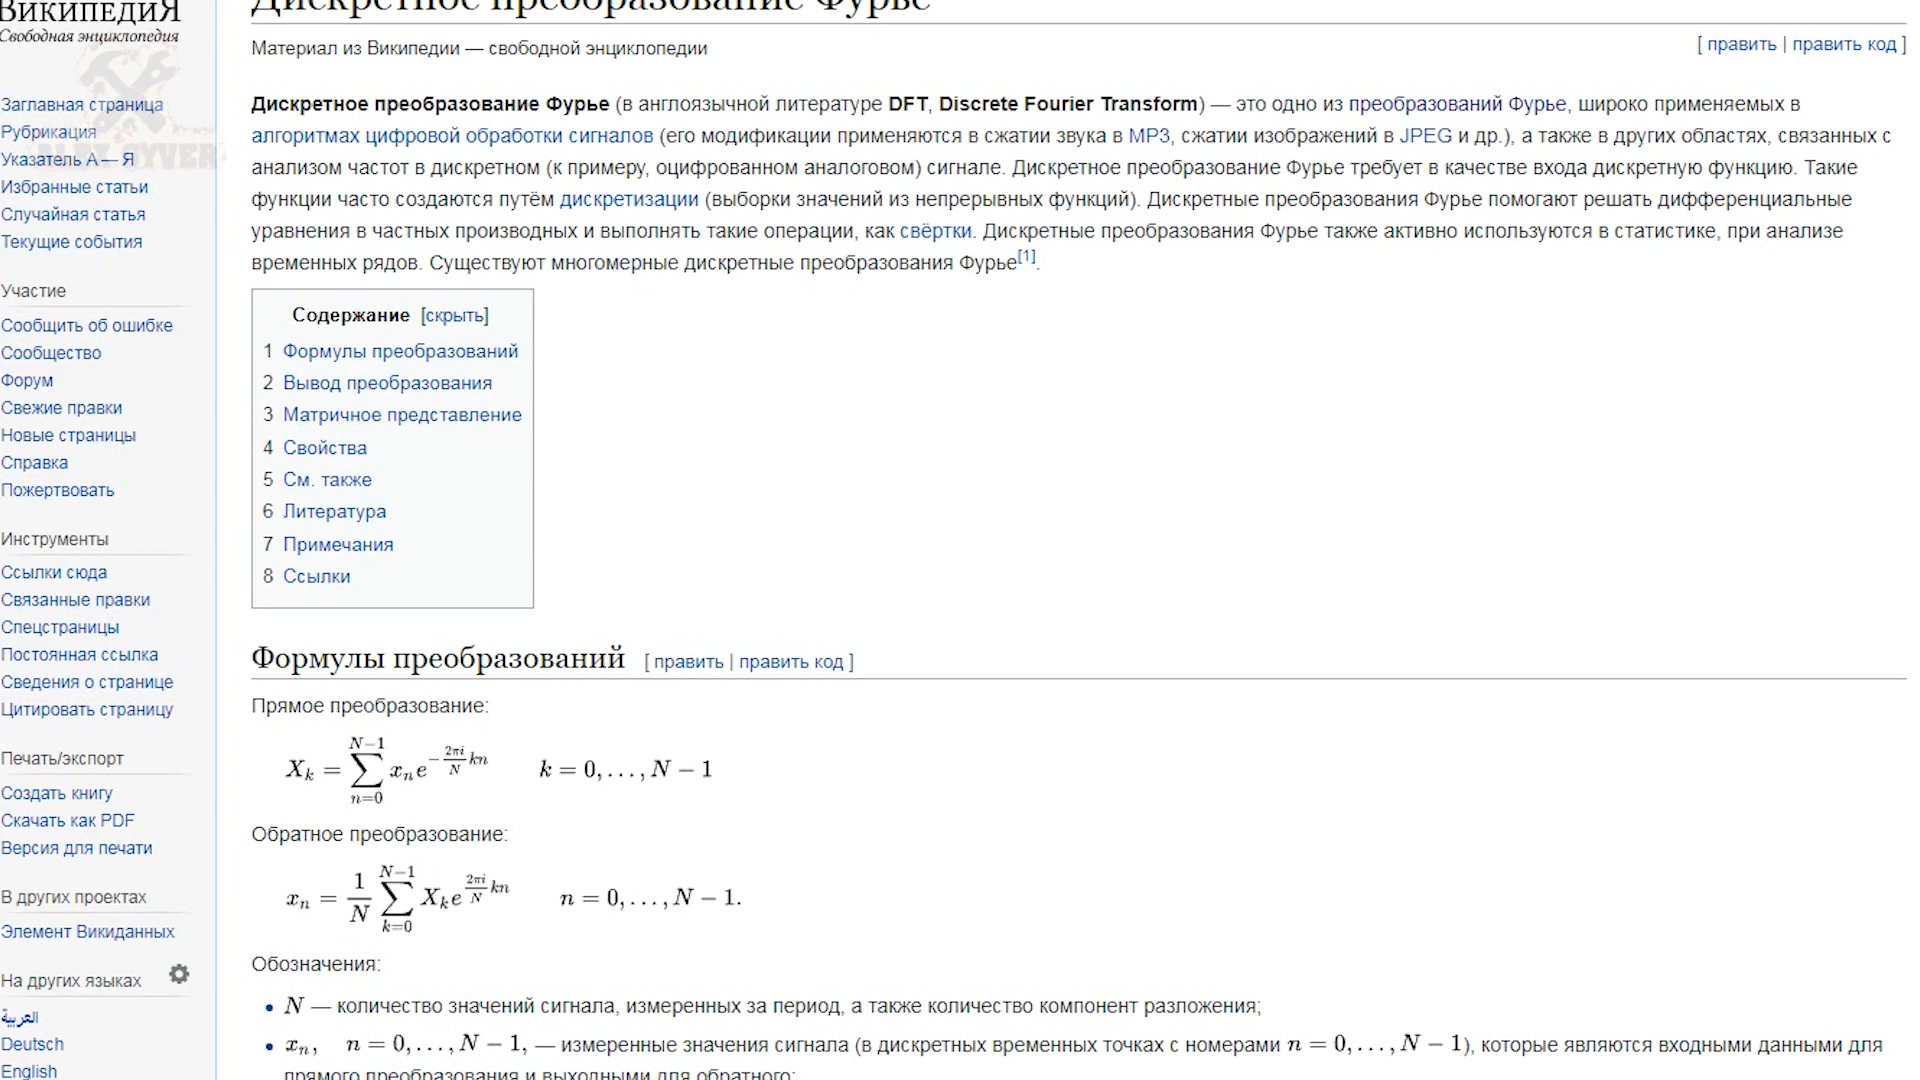 ВикипедиЯ
Свободная энциклопедия
Заглавная страница
Рубрикация
Указатель А — Я
Избранные статьи
Случайная статья
Текущие события
Участие
Сообщить об ошибке
Сообщество
Форум
Свежие правки
Новые страницы
Справка
Пожертвовать
Инструменты
Ссылки сюда
Связанные правки
Спецстраницы
Постоянная ссылка
Сведения о странице
Цитировать страницу
Печать/экспорт
Создать книгу
Скачать как PDF
Версия для печати
В других проектах
Элемент Викиданных
На других языках
العربية
Deutsch
English
Дискретное преобразование Фурье
Материал из Википедии — свободной энциклопедии
[ править | править код ]
Дискретное преобразование Фурье (в англоязычной литературе DFT, Discrete Fourier Transform) — это одно из преобразований Фурье, широко применяемых в
алгоритмах цифровой обработки сигналов (его модификации применяются в сжатии звука в MP3, сжатии изображений в JPEG и др.), а также в других областях, связанных с
анализом частот в дискретном (к примеру, оцифрованном аналоговом) сигнале. Дискретное преобразование Фурье требует в качестве входа дискретную функцию. Такие
функции часто создаются путём дискретизации (выборки значений из непрерывных функций). Дискретные преобразования Фурье помогают решать дифференциальные
уравнения в частных производных и выполнять такие операции, как свёртки. Дискретные преобразования Фурье также активно используются в статистике, при анализе
временных рядов. Существуют многомерные дискретные преобразования Фурье[1].
Содержание [скрыть]
1 Формулы преобразований
2 Вывод преобразования
3 Матричное представление
4 Свойства
5 См. также
6 Литература
7 Примечания
8 Ссылки
Формулы преобразований [ править | править код ]
Прямое преобразование:
X_k = ∑_{n=0}^{N−1} x_n e^{−(2πi/N) kn} k = 0, . . . , N − 1
Обратное преобразование:
x_n = 1/N ∑_{k=0}^{N−1} X_k e^{(2πi/N) kn} n = 0, . . . , N − 1.
Обозначения:
• N — количество значений сигнала, измеренных за период, а также количество компонент разложения;
• x_n, n = 0, . . . , N − 1, — измеренные значения сигнала (в дискретных временных точках с номерами n = 0, . . . , N − 1), которые являются входными данными для
прямого преобразования и выходными для обратного;